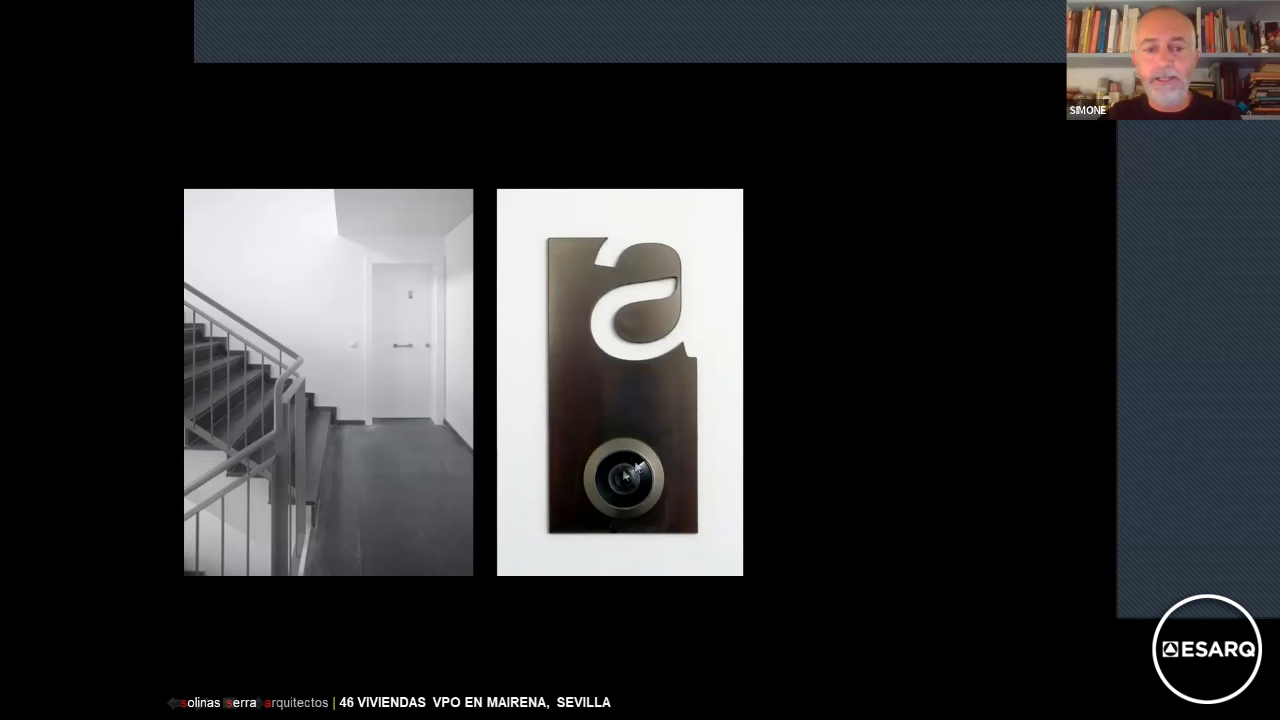 SIMONE
a
ESARQ
solinas serra arquitectos | 46 VIVIENDAS VPO EN MAIRENA, SEVILLA